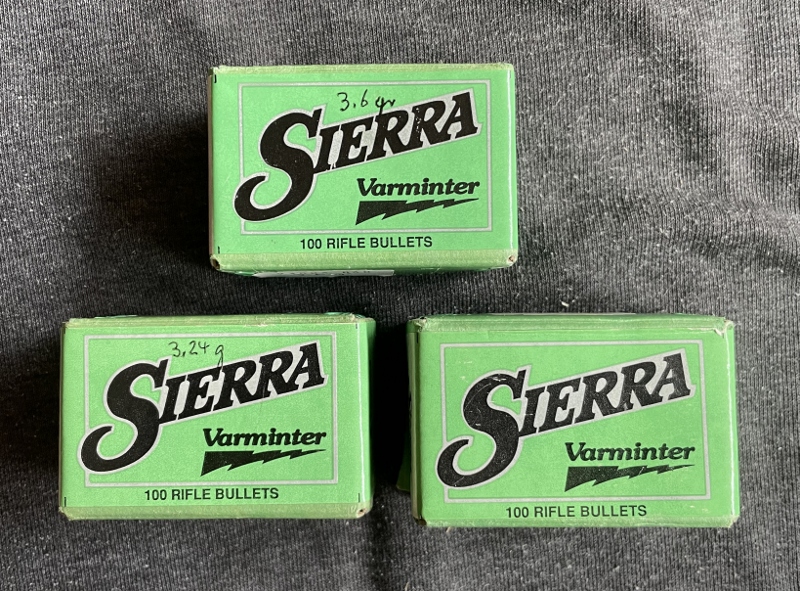 3.6 gr
SIERRA
Varminter
100 RIFLE BULLETS
3.24 g
SIERRA
Varminter
100 RIFLE BULLETS
SIERRA
Varminter
100 RIFLE BULLETS